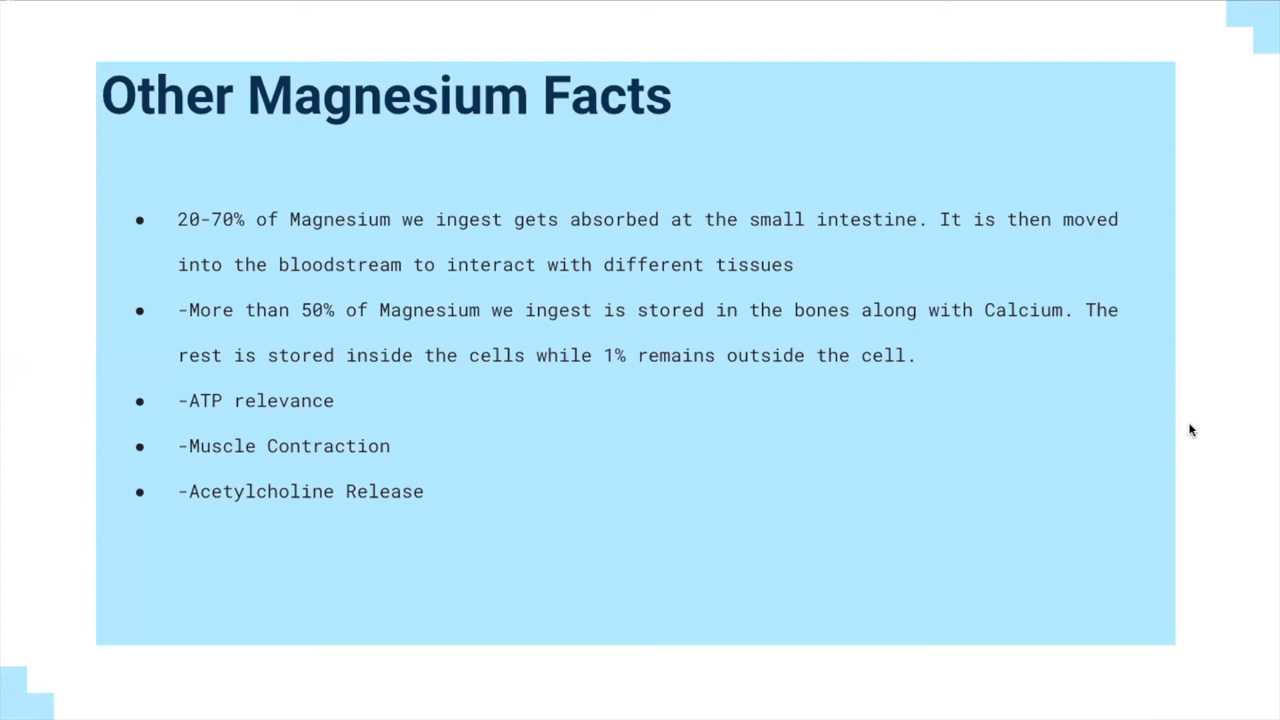 Other Magnesium Facts
● 20-70% of Magnesium we ingest gets absorbed at the small intestine. It is then moved
into the bloodstream to interact with different tissues
● -More than 50% of Magnesium we ingest is stored in the bones along with Calcium. The
rest is stored inside the cells while 1% remains outside the cell.
● -ATP relevance
● -Muscle Contraction
● -Acetylcholine Release